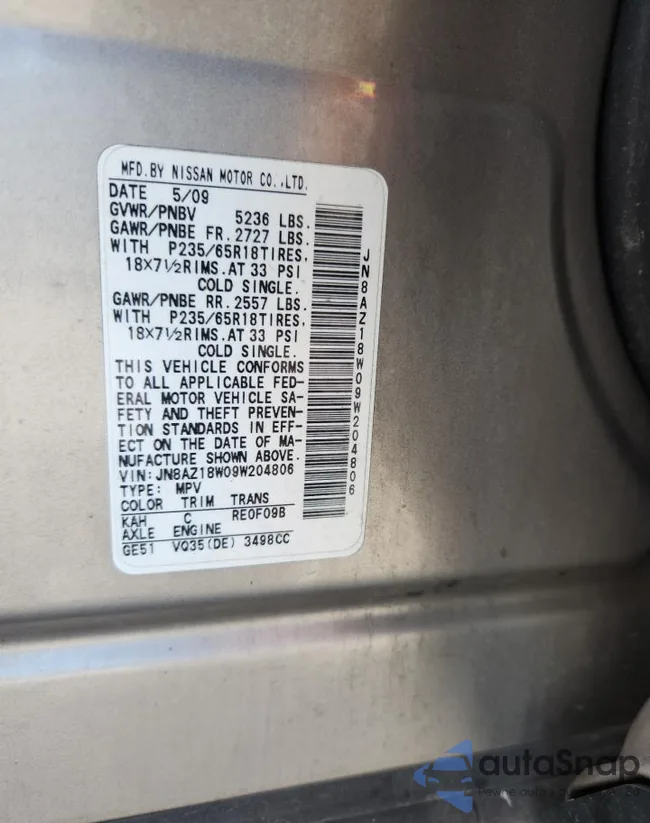 MFD.BY NISSAN MOTOR CO.,LTD.
DATE 5/09
GVWR/PNBV 5236 LBS.
GAWR/PNBE FR.2727 LBS.
WITH P235/65R18TIRES,
18X7½RIMS.AT 33 PSI
COLD SINGLE.
GAWR/PNBE RR.2557 LBS.
WITH P235/65R18TIRES,
18X7½RIMS.AT 33 PSI
COLD SINGLE.
THIS VEHICLE CONFORMS
TO ALL APPLICABLE FED-
ERAL MOTOR VEHICLE SA-
FETY AND THEFT PREVEN-
TION STANDARDS IN EFF-
ECT ON THE DATE OF MA-
NUFACTURE SHOWN ABOVE.
VIN:JN8AZ18W09W204806
TYPE: MPV
COLOR TRIM TRANS
KAH C RE0F09B
AXLE ENGINE
GE51 VQ35(DE) 3498CC
JN8AZ18W09W204806
autoSnap
Pewne auta z